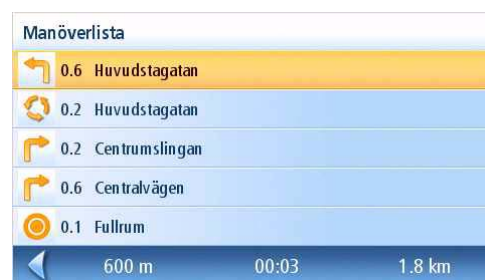 Manöverlista
0.6 Huvudstagatan
0.2 Huvudstagatan
0.2 Centrumslingan
0.6 Centralvägen
0.1 Fullrum
600 m 00:03 1.8 km